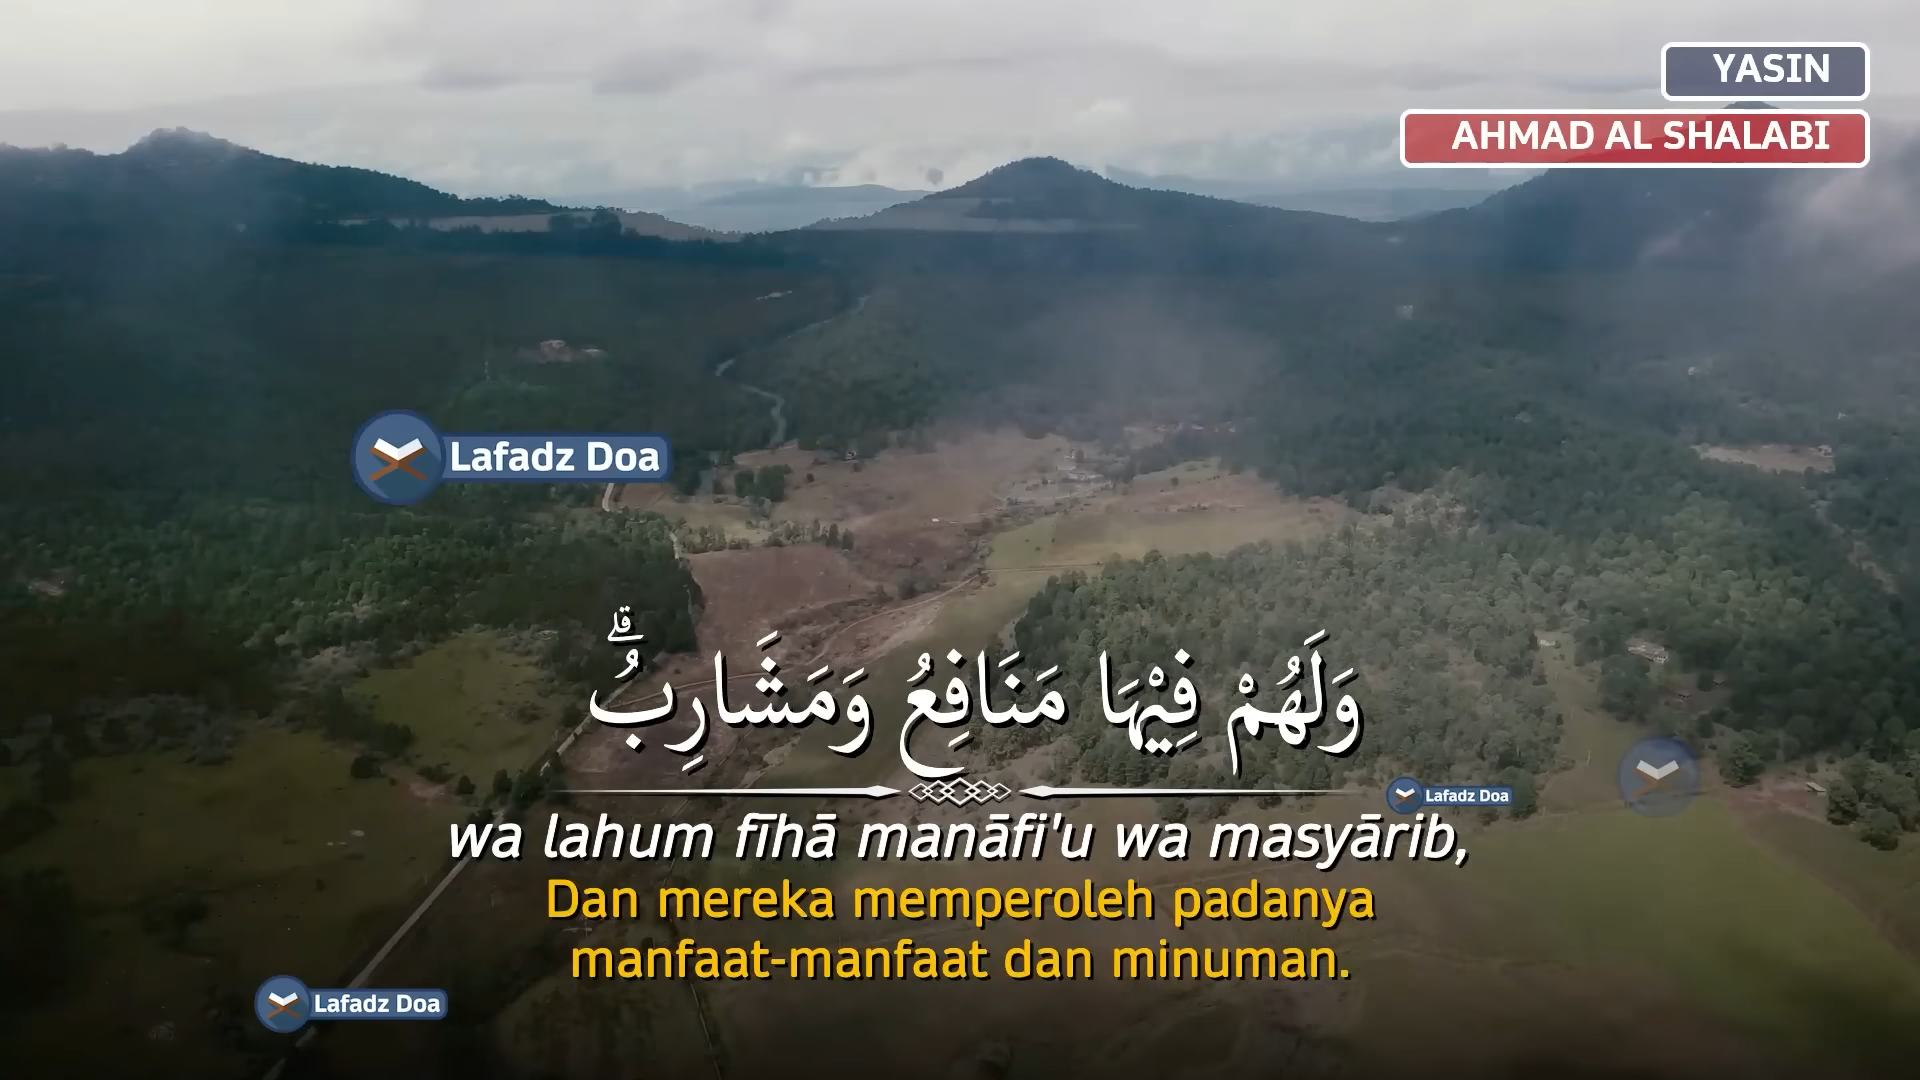 YASIN
AHMAD AL SHALABI
Lafadz Doa
وَلَهُمْ فِيْهَا مَنَافِعُ وَمَشَارِبُۗ
Lafadz Doa
wa lahum fīhā manāfi'u wa masyārib,
Dan mereka memperoleh padanya
manfaat-manfaat dan minuman.
Lafadz Doa